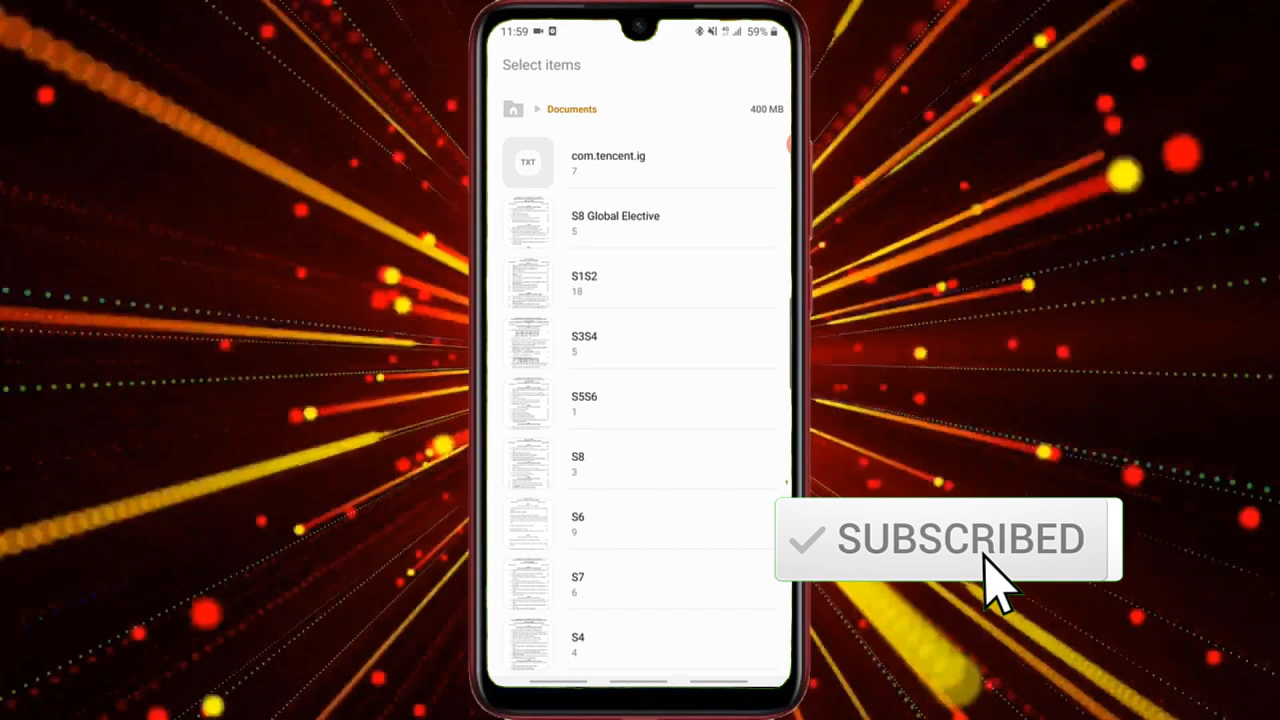 11:59 59%
Select items
Documents 400 MB
TXT
com.tencent.ig
7
S8 Global Elective
5
S1S2
18
S3S4
5
S5S6
1
S8
3
S6
9
SUBSCRIBED
S7
6
S4
4